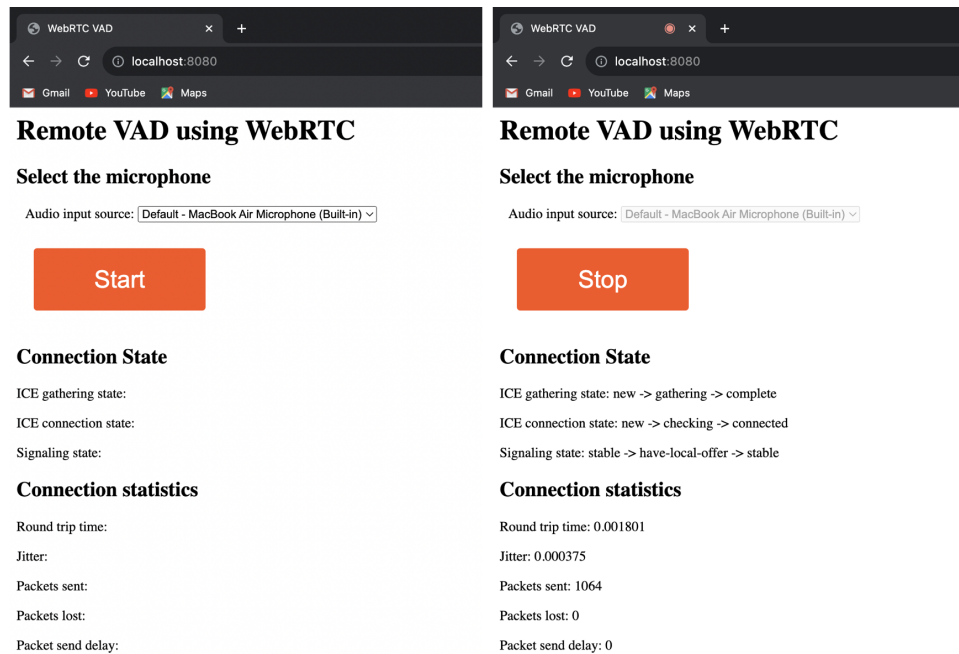 WebRTC VAD
localhost:8080
Gmail YouTube Maps
Remote VAD using WebRTC
Select the microphone
Audio input source: Default - MacBook Air Microphone (Built-in)
Start
Connection State
ICE gathering state:
ICE connection state:
Signaling state:
Connection statistics
Round trip time:
Jitter:
Packets sent:
Packets lost:
Packet send delay:
WebRTC VAD
localhost:8080
Gmail YouTube Maps
Remote VAD using WebRTC
Select the microphone
Audio input source: Default - MacBook Air Microphone (Built-in)
Stop
Connection State
ICE gathering state: new -> gathering -> complete
ICE connection state: new -> checking -> connected
Signaling state: stable -> have-local-offer -> stable
Connection statistics
Round trip time: 0.001801
Jitter: 0.000375
Packets sent: 1064
Packets lost: 0
Packet send delay: 0